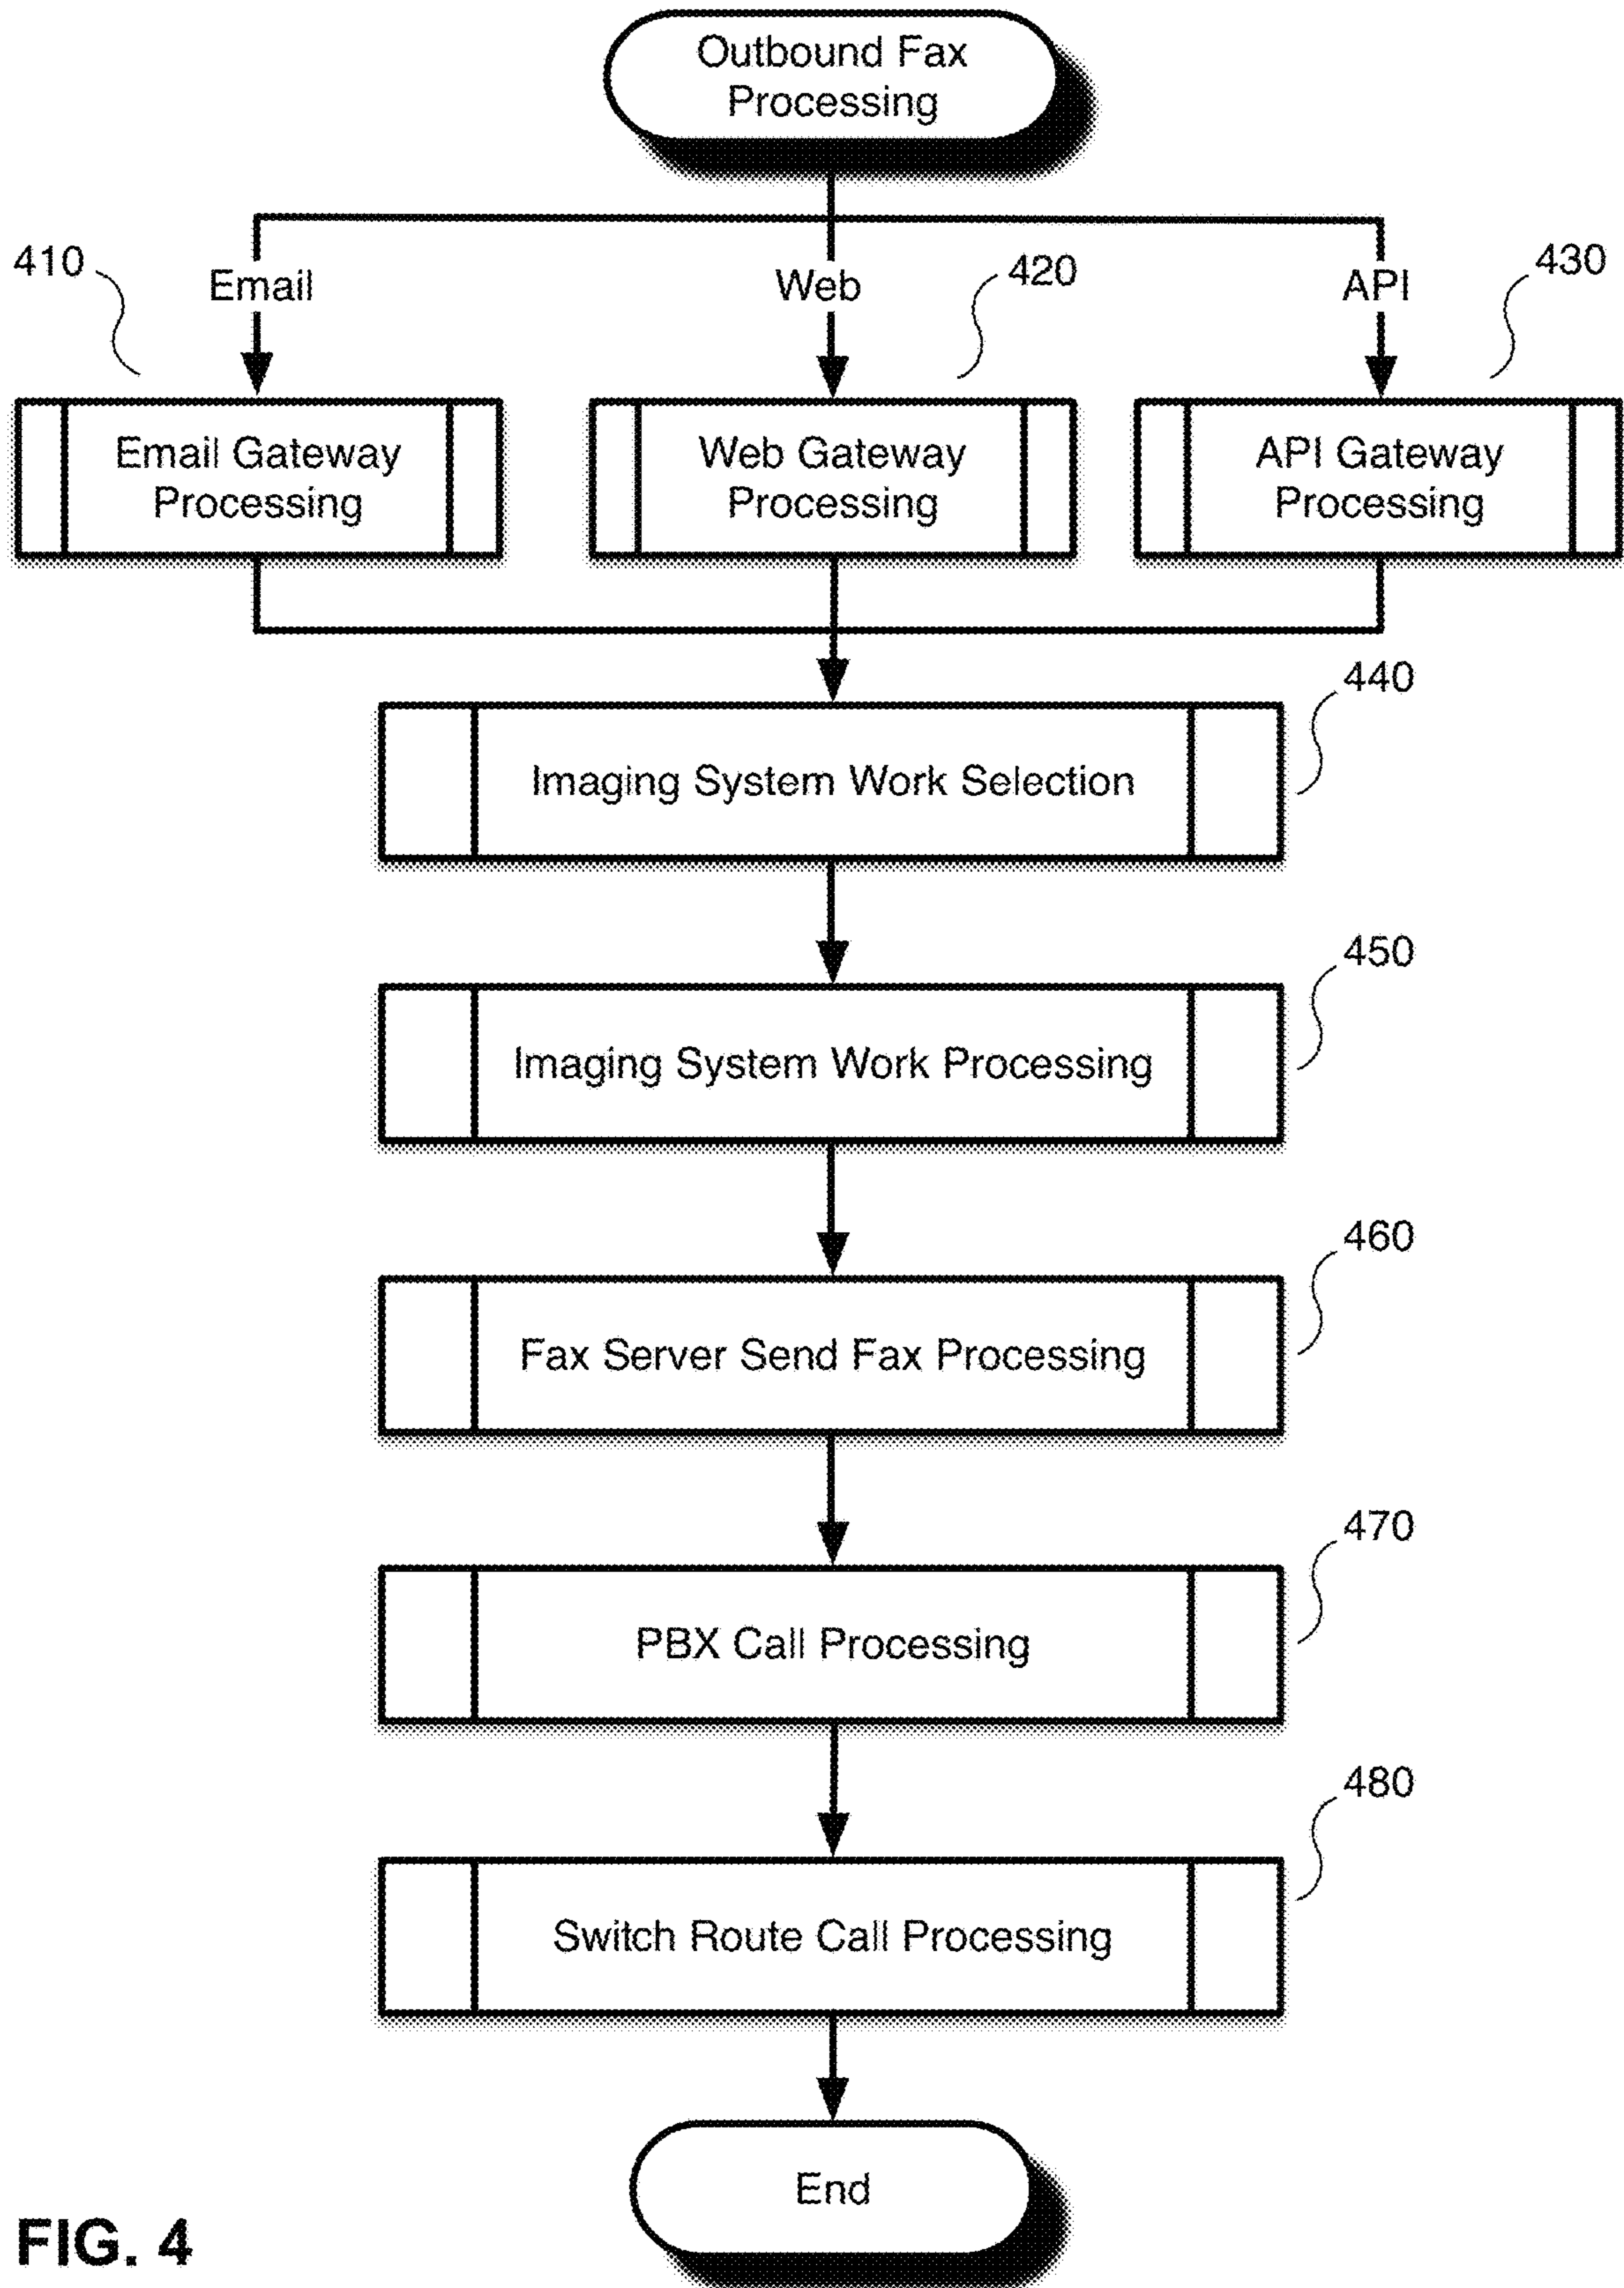 Outbound Fax
Processing
410
Email
Web
420
API
430
Email Gateway
Processing
Web Gateway
Processing
API Gateway
Processing
440
Imaging System Work Selection
450
Imaging System Work Processing
460
Fax Server Send Fax Processing
470
PBX Call Processing
480
Switch Route Call Processing
End
FIG. 4